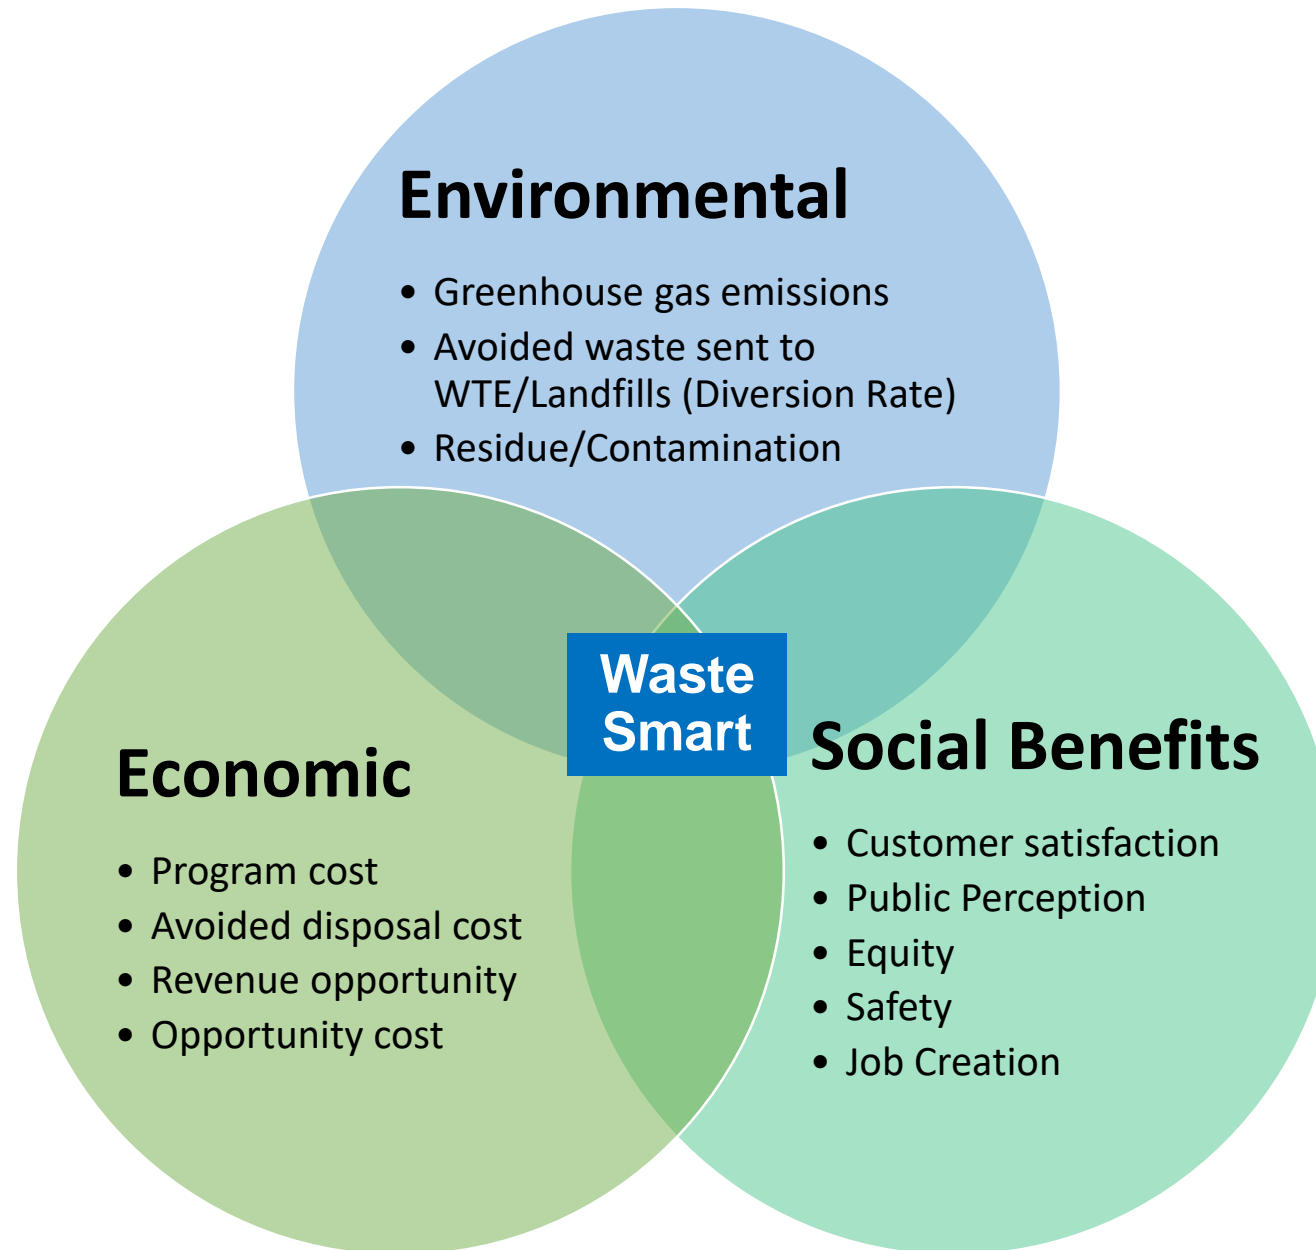 Environmental
• Greenhouse gas emissions
• Avoided waste sent to
WTE/Landfills (Diversion Rate)
• Residue/Contamination
Waste
Smart
Economic
• Program cost
• Avoided disposal cost
• Revenue opportunity
• Opportunity cost
Social Benefits
• Customer satisfaction
• Public Perception
• Equity
• Safety
• Job Creation